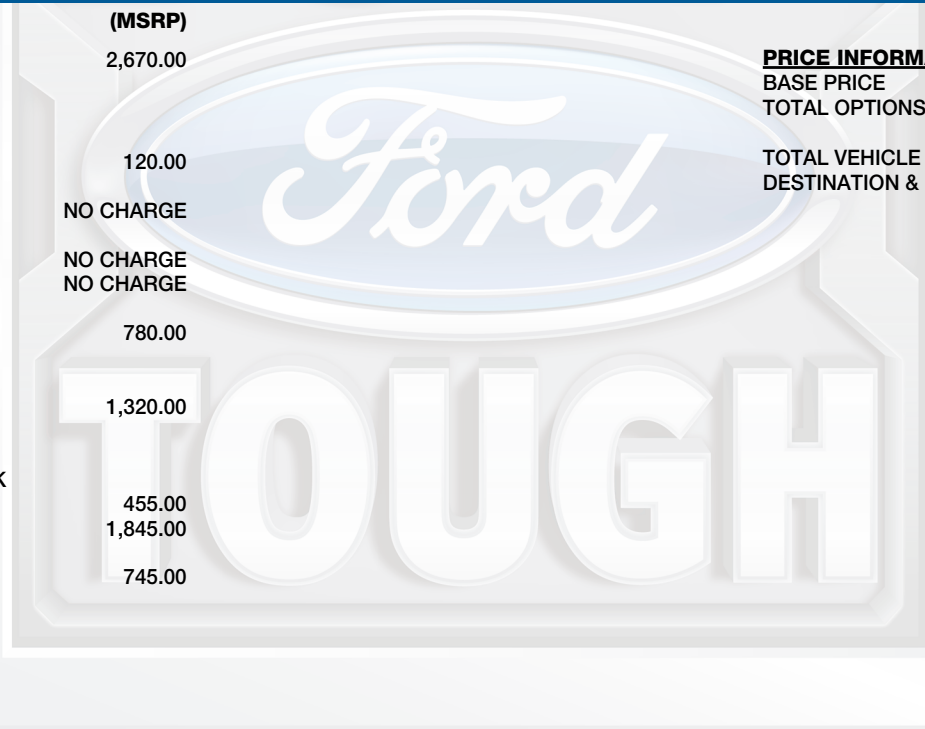 (MSRP)
2,670.00
120.00
NO CHARGE
NO CHARGE
NO CHARGE
780.00
1,320.00
K
455.00
1,845.00
745.00
PRICE INFORMA
BASE PRICE
TOTAL OPTIONS
TOTAL VEHICLE
DESTINATION &
Ford
TOUGH